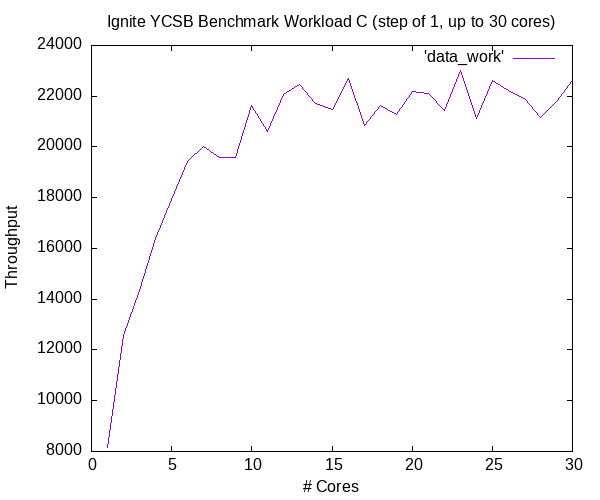 Ignite YCSB Benchmark Workload C (step of 1, up to 30 cores)
24000
'data_work'
22000
20000
18000
16000
14000
12000
10000
8000
Throughput
0 5 10 15 20 25 30
# Cores